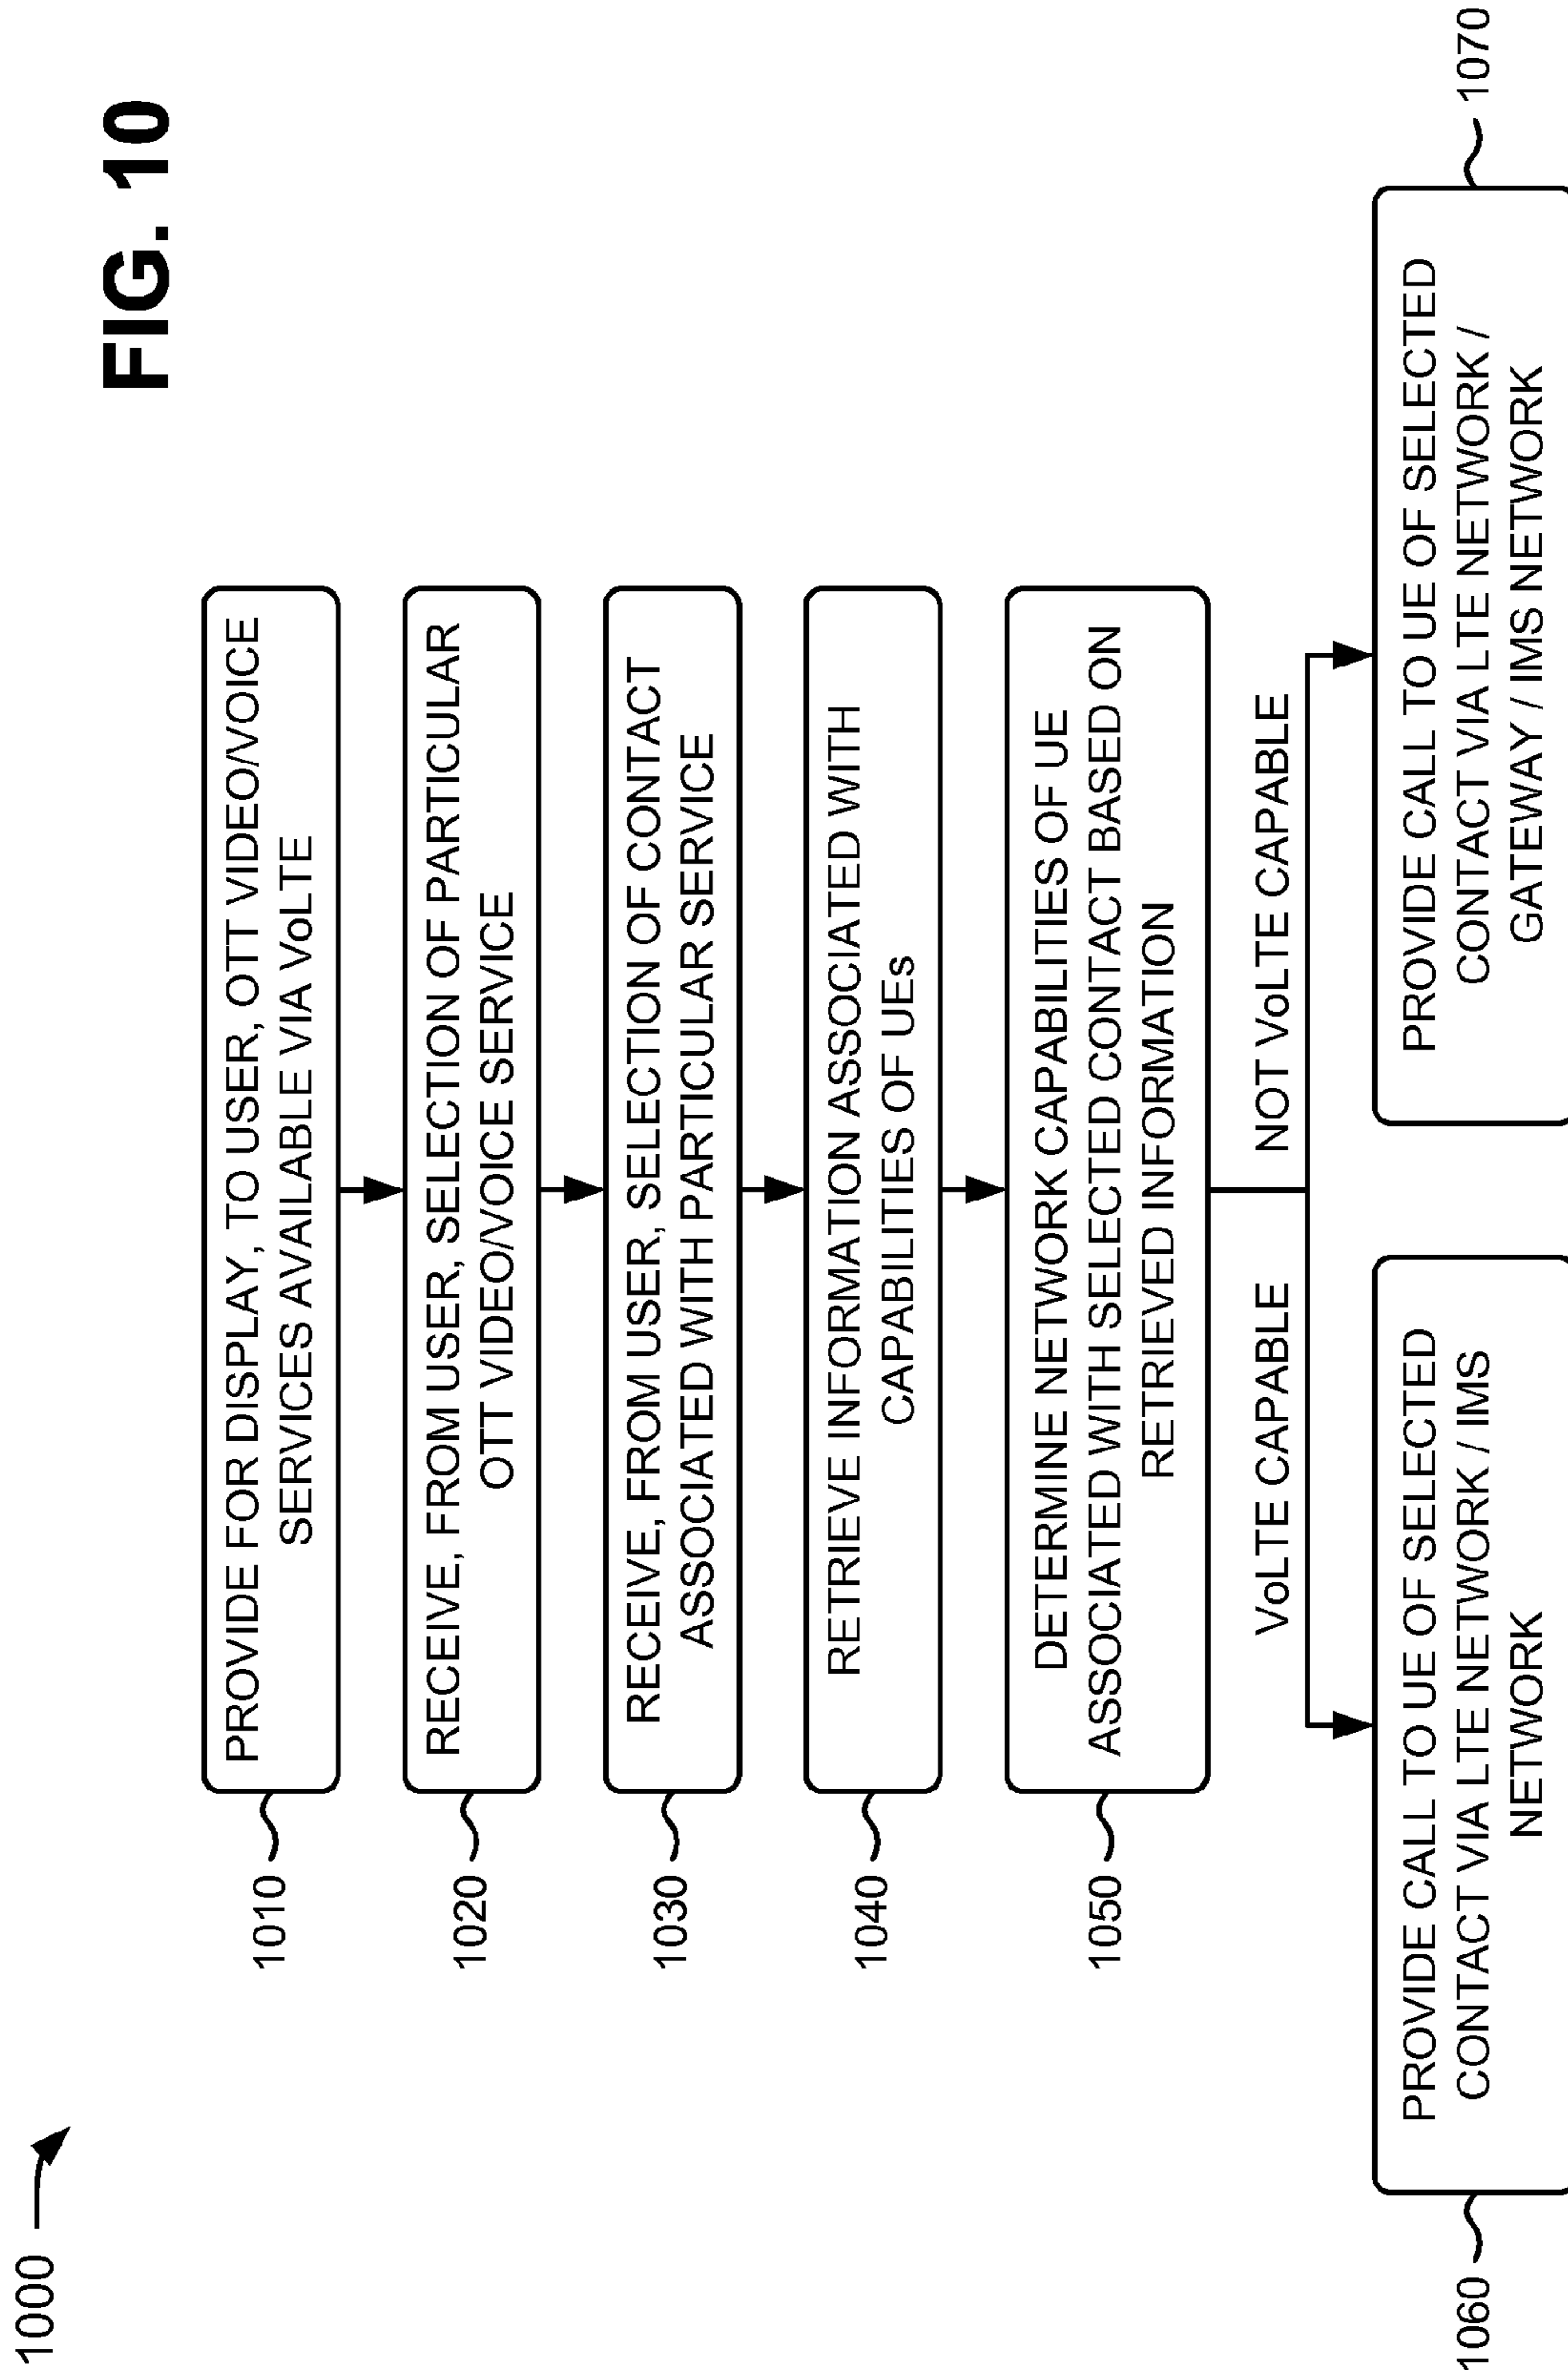 FIG. 10
1000
1010
PROVIDE FOR DISPLAY, TO USER, OTT VIDEO/VOICE
SERVICES AVAILABLE VIA VoLTE
1020
RECEIVE, FROM USER, SELECTION OF PARTICULAR
OTT VIDEO/VOICE SERVICE
1030
RECEIVE, FROM USER, SELECTION OF CONTACT
ASSOCIATED WITH PARTICULAR SERVICE
1040
RETRIEVE INFORMATION ASSOCIATED WITH
CAPABILITIES OF UEs
1050
DETERMINE NETWORK CAPABILITIES OF UE
ASSOCIATED WITH SELECTED CONTACT BASED ON
RETRIEVED INFORMATION
VoLTE CAPABLE
NOT VoLTE CAPABLE
1060
PROVIDE CALL TO UE OF SELECTED
CONTACT VIA LTE NETWORK / IMS
NETWORK
PROVIDE CALL TO UE OF SELECTED
CONTACT VIA LTE NETWORK /
GATEWAY / IMS NETWORK
1070